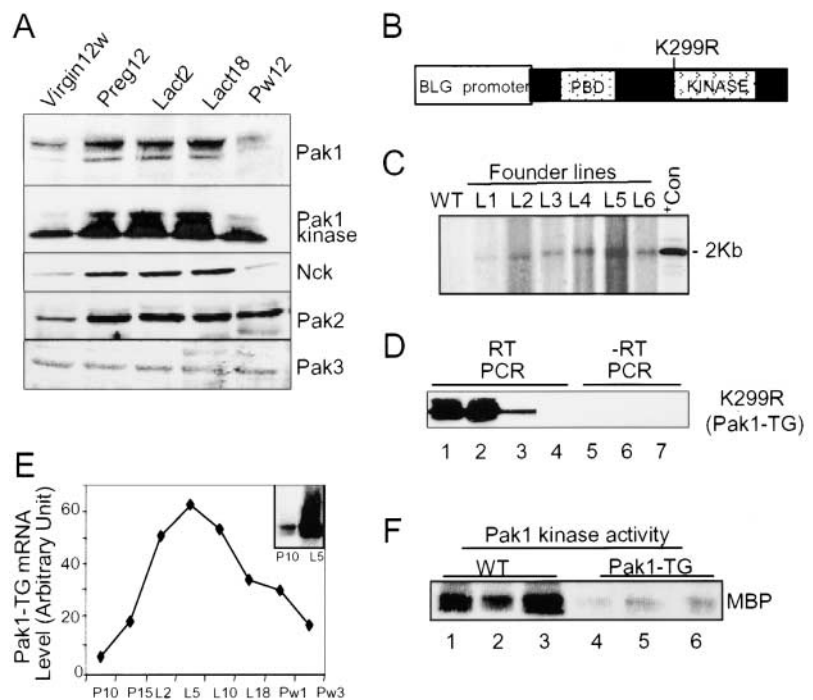 A
Virgin12w Preg12 Lact2 Lact18 Pw12
Pak1
Pak1
kinase
Nck
Pak2
Pak3
B
K299R
BLG promoter PBD KINASE
C
Founder lines
WT L1 L2 L3 L4 L5 L6 +Con
- 2Kb
D
RT
PCR
-RT
PCR
K299R
(Pak1-TG)
1 2 3 4 5 6 7
E
Pak1-TG mRNA
Level (Arbitrary Unit)
60
40
20
0
P10 L5
P10 P15 L2 L5 L10 L18 Pw1 Pw3
F
Pak1 kinase activity
WT Pak1-TG
MBP
1 2 3 4 5 6